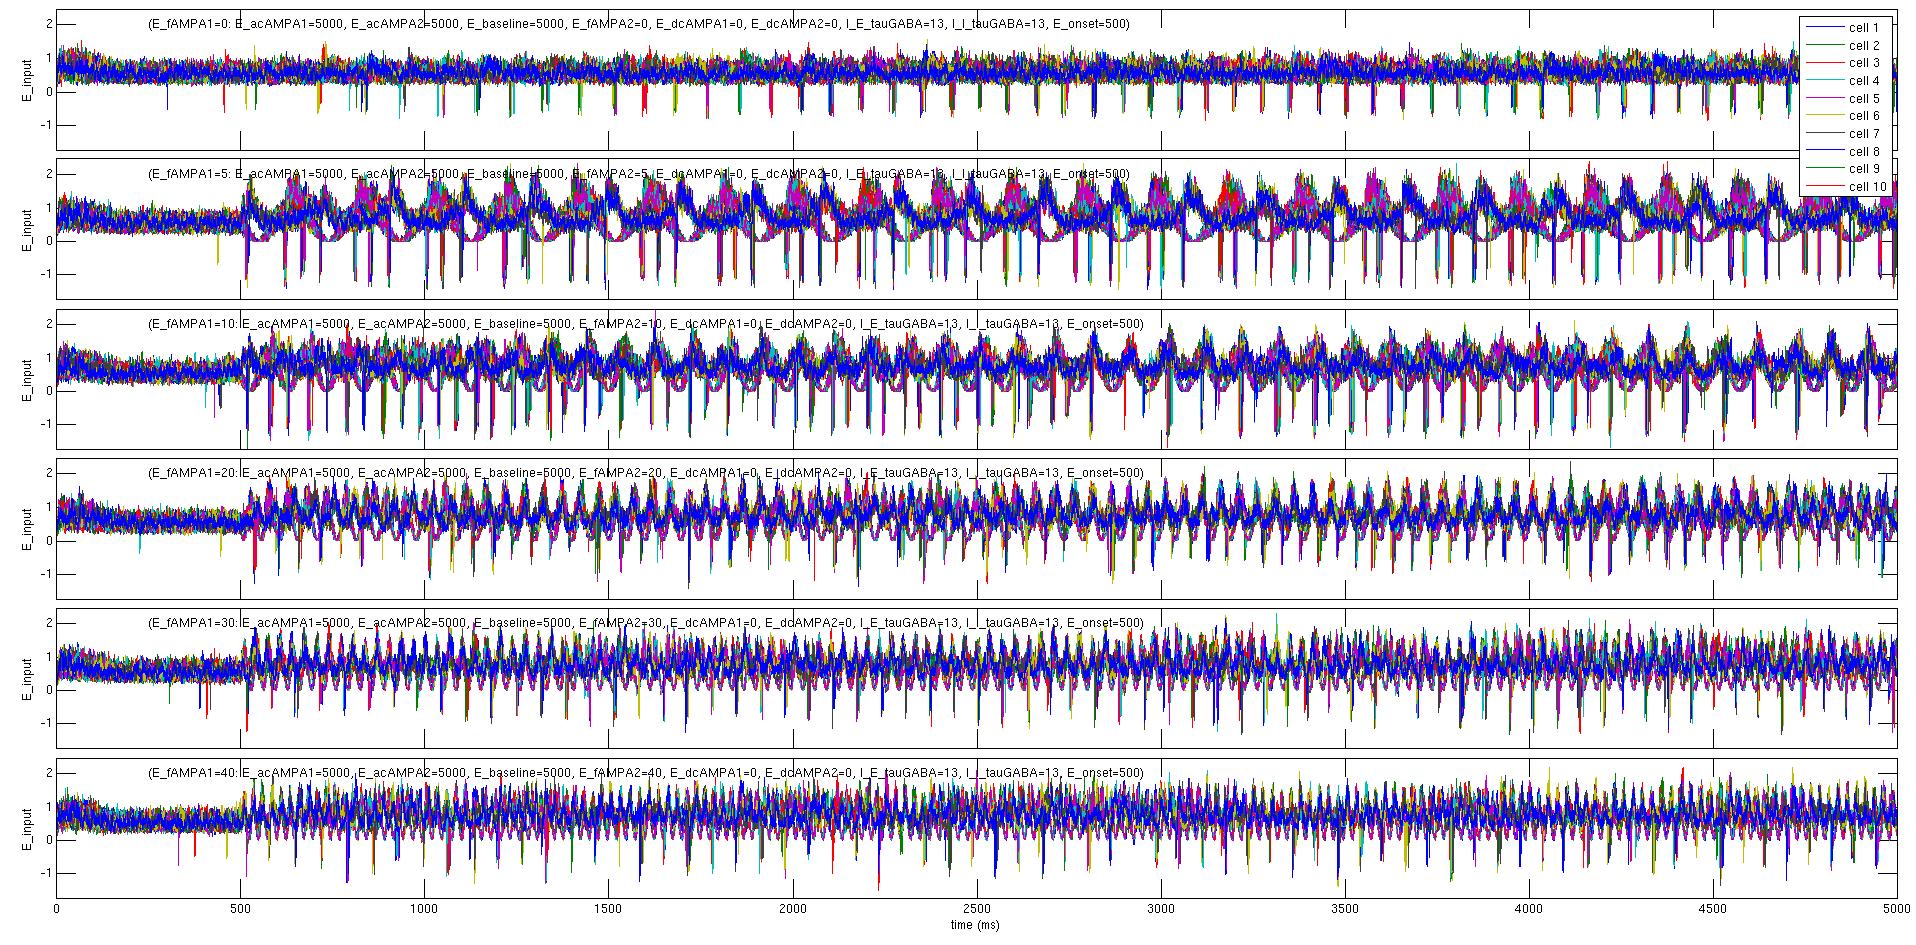 (E_fAMPA1=0: E_acAMPA1=5000, E_acAMPA2=5000, E_baseline=5000, E_fAMPA2=0, E_dcAMPA1=0, E_dcAMPA2=0, I_E_tauGABA=13, I_I_tauGABA=13, E_onset=500)
2
1
0
-1
E_input
cell 1
cell 2
cell 3
cell 4
cell 5
cell 6
cell 7
cell 8
cell 9
cell 10
(E_fAMPA1=5: E_acAMPA1=5000, E_acAMPA2=5000, E_baseline=5000, E_fAMPA2=5, E_dcAMPA1=0, E_dcAMPA2=0, I_E_tauGABA=13, I_I_tauGABA=13, E_onset=500)
2
1
0
-1
E_input
(E_fAMPA1=10: E_acAMPA1=5000, E_acAMPA2=5000, E_baseline=5000, E_fAMPA2=10, E_dcAMPA1=0, E_dcAMPA2=0, I_E_tauGABA=13, I_I_tauGABA=13, E_onset=500)
2
1
0
-1
E_input
(E_fAMPA1=20: E_acAMPA1=5000, E_acAMPA2=5000, E_baseline=5000, E_fAMPA2=20, E_dcAMPA1=0, E_dcAMPA2=0, I_E_tauGABA=13, I_I_tauGABA=13, E_onset=500)
2
1
0
-1
E_input
(E_fAMPA1=30: E_acAMPA1=5000, E_acAMPA2=5000, E_baseline=5000, E_fAMPA2=30, E_dcAMPA1=0, E_dcAMPA2=0, I_E_tauGABA=13, I_I_tauGABA=13, E_onset=500)
2
1
0
-1
E_input
(E_fAMPA1=40: E_acAMPA1=5000, E_acAMPA2=5000, E_baseline=5000, E_fAMPA2=40, E_dcAMPA1=0, E_dcAMPA2=0, I_E_tauGABA=13, I_I_tauGABA=13, E_onset=500)
2
1
0
-1
E_input
0 500 1000 1500 2000 2500 3000 3500 4000 4500 5000
time (ms)